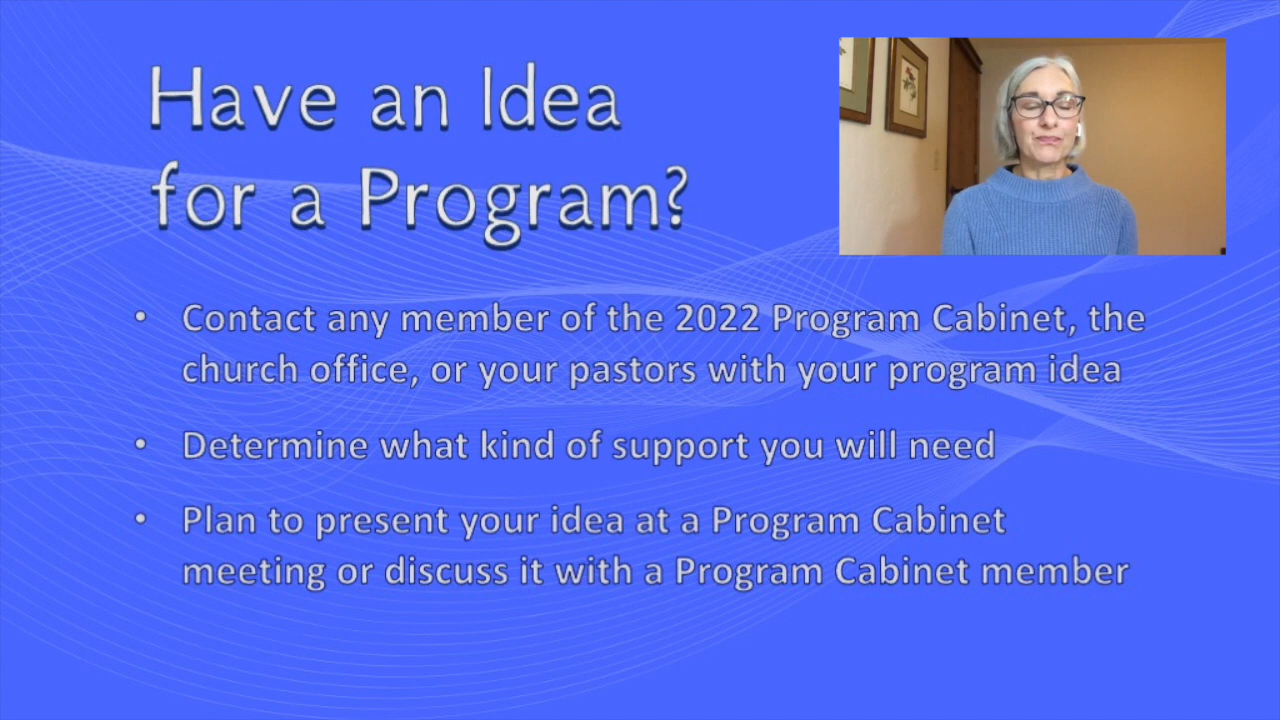 Have an Idea
for a Program?
• Contact any member of the 2022 Program Cabinet, the
church office, or your pastors with your program idea
• Determine what kind of support you will need
• Plan to present your idea at a Program Cabinet
meeting or discuss it with a Program Cabinet member